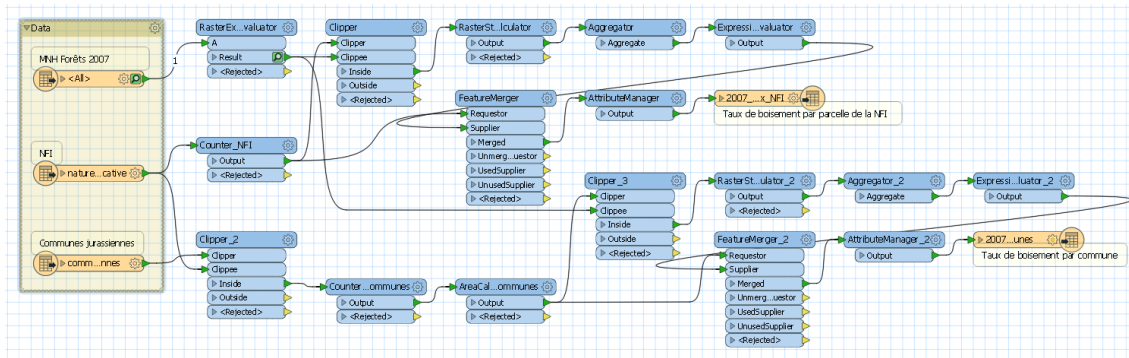 Data
MNH Forêts 2007
<All>
1
NFI
nature...cative
Communes jurassiennes
comm...nnes
RasterEx...valuator
A
Result
<Rejected>
Clipper
Clipper
Clippee
Inside
Outside
<Rejected>
RasterSt...lculator
Output
<Rejected>
Aggregator
Aggregate
Expressi...valuator
Output
FeatureMerger
Requestor
Supplier
Merged
Unmerg...uestor
UsedSupplier
UnusedSupplier
<Rejected>
AttributeManager
Output
2007_...x_NFI
Taux de boisement par parcelle de la NFI
Counter_NFI
Output
<Rejected>
Clipper_3
Clipper
Clippee
Inside
Outside
<Rejected>
RasterSt...ulator_2
Output
<Rejected>
Aggregator_2
Aggregate
Expressi...luator_2
Output
Clipper_2
Clipper
Clippee
Inside
Outside
<Rejected>
Counter...ommunes
Output
<Rejected>
AreaCal...ommunes
Output
<Rejected>
FeatureMerger_2
Requestor
Supplier
Merged
Unmerg...uestor
UsedSupplier
UnusedSupplier
<Rejected>
AttributeManager_2
Output
2007...unes
Taux de boisement par commune